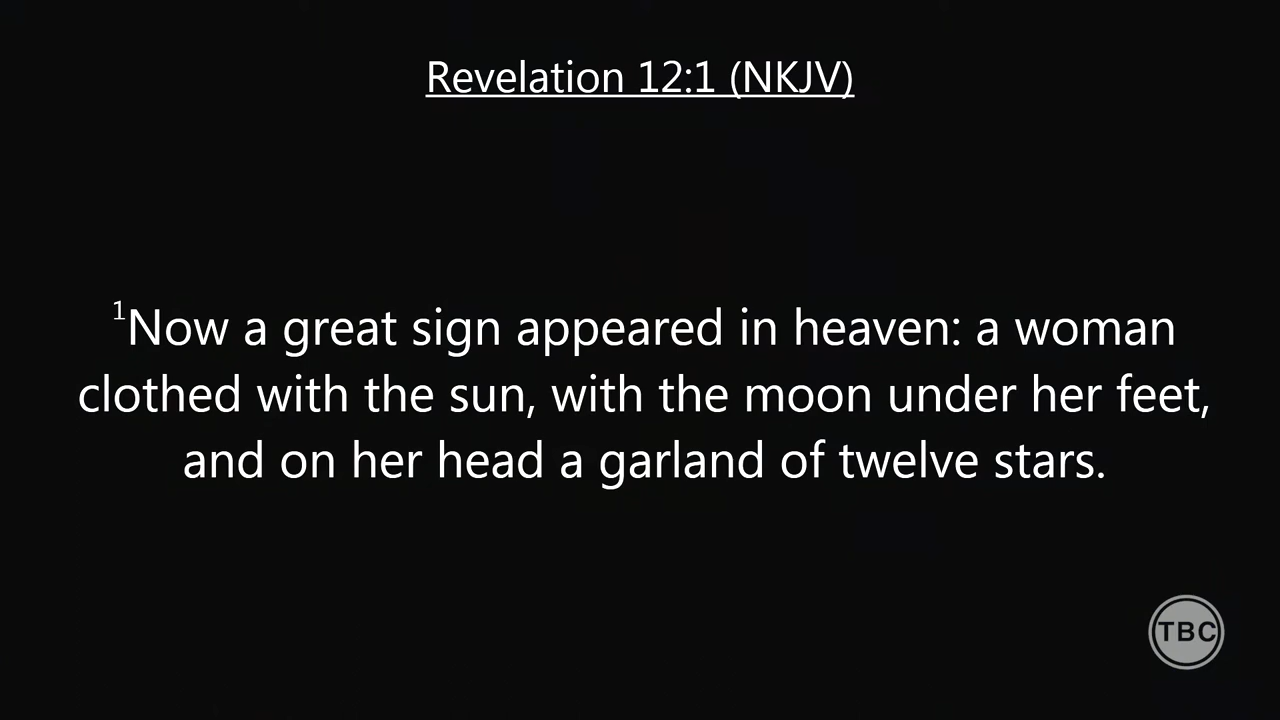 Revelation 12:1 (NKJV)
¹Now a great sign appeared in heaven: a woman
clothed with the sun, with the moon under her feet,
and on her head a garland of twelve stars.
TBC